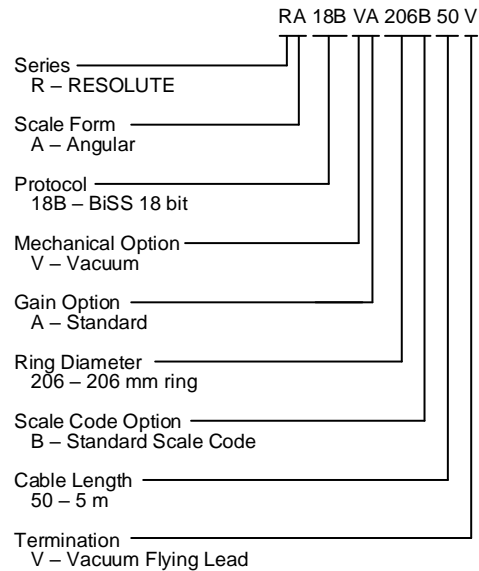 RA 18B VA 206B 50 V
Series
R – RESOLUTE
Scale Form
A – Angular
Protocol
18B – BiSS 18 bit
Mechanical Option
V – Vacuum
Gain Option
A – Standard
Ring Diameter
206 – 206 mm ring
Scale Code Option
B – Standard Scale Code
Cable Length
50 – 5 m
Termination
V – Vacuum Flying Lead